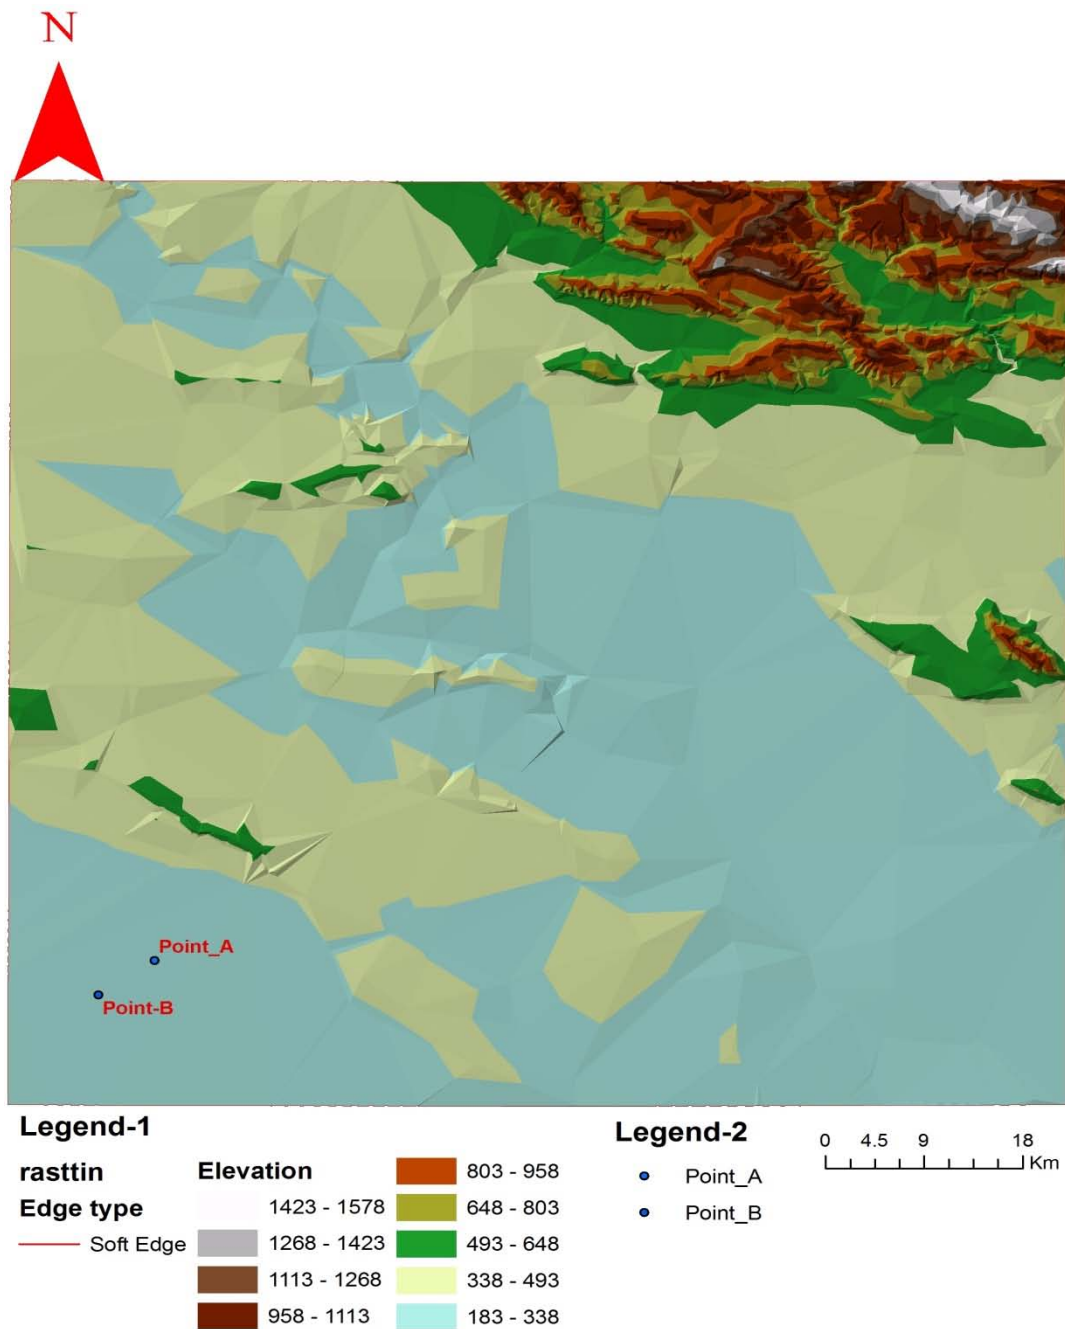 N
Point_A
Point-B
Legend-1
rasttin
Edge type
Soft Edge
Elevation
1423 - 1578
1268 - 1423
1113 - 1268
958 - 1113
803 - 958
648 - 803
493 - 648
338 - 493
183 - 338
Legend-2
Point_A
Point_B
0 4.5 9 18
Km